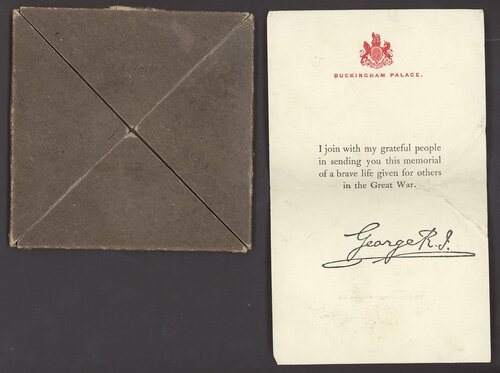 BUCKINGHAM PALACE.
I join with my grateful people
in sending you this memorial
of a brave life given for others
in the Great War.
George R.I.